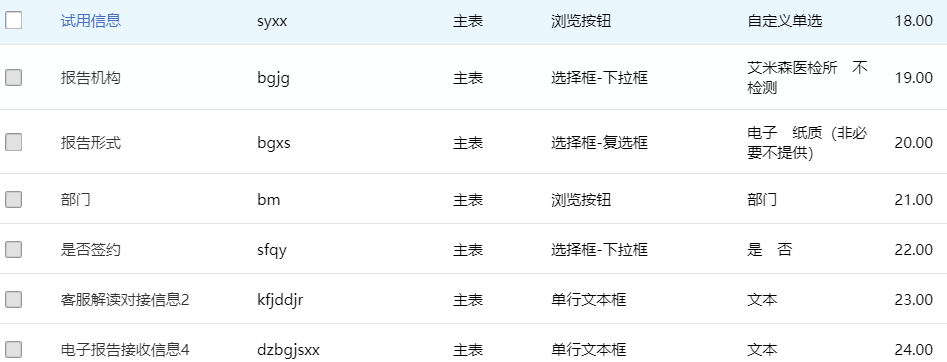 试用信息 syxx 主表 浏览按钮 自定义单选 18.00
报告机构 bgjg 主表 选择框-下拉框 艾米森医检所 不检测 19.00
报告形式 bgxs 主表 选择框-复选框 电子 纸质（非必要不提供） 20.00
部门 bm 主表 浏览按钮 部门 21.00
是否签约 sfqy 主表 选择框-下拉框 是 否 22.00
客服解读对接信息2 kfjddjr 主表 单行文本框 文本 23.00
电子报告接收信息4 dzbgjsxx 主表 单行文本框 文本 24.00